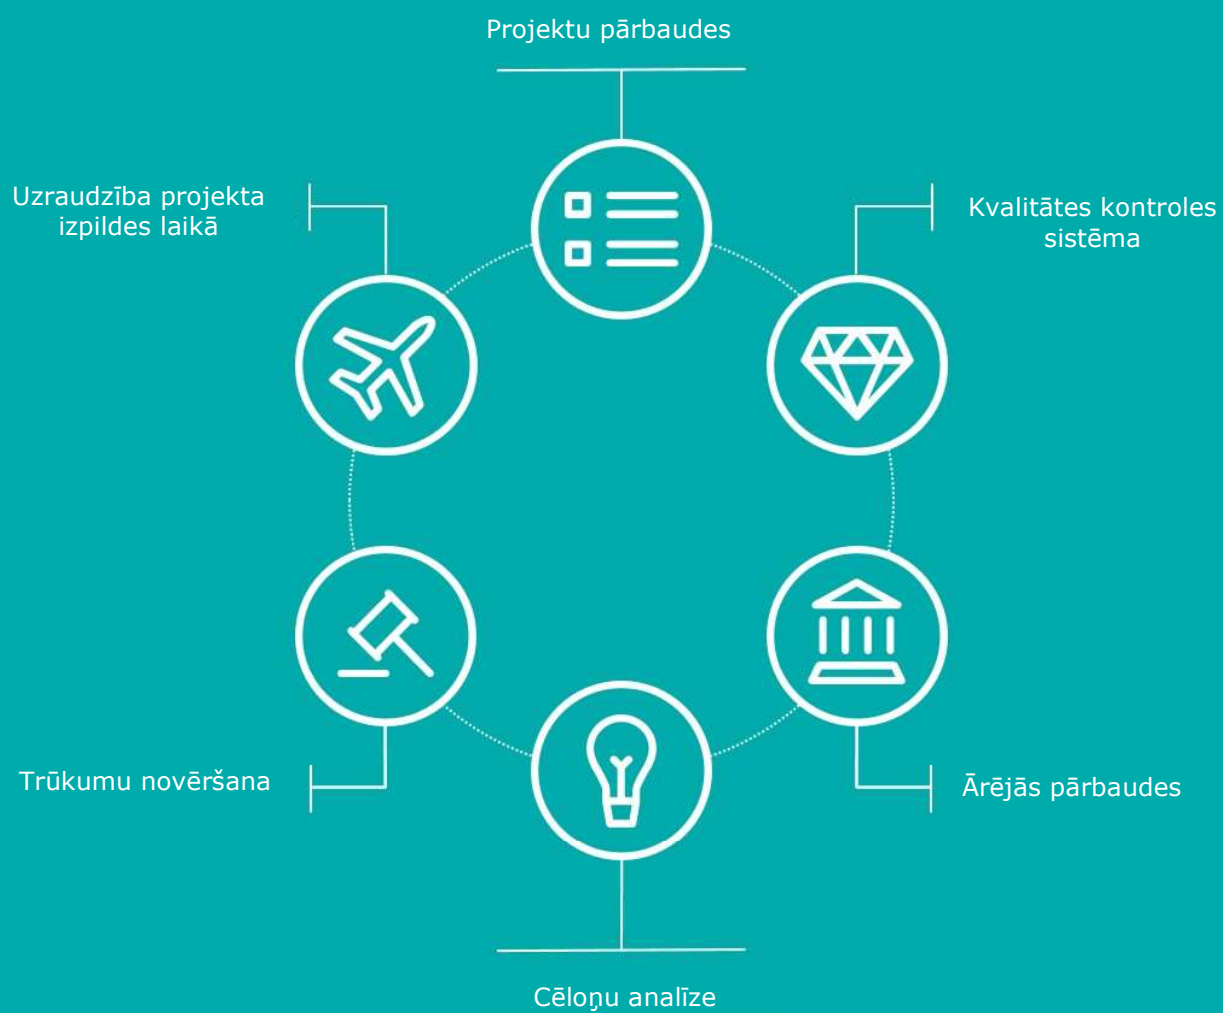 Projektu pārbaudes
Uzraudzība projekta
izpildes laikā
Kvalitātes kontroles
sistēma
Trūkumu novēršana
Ārējās pārbaudes
Cēloņu analīze